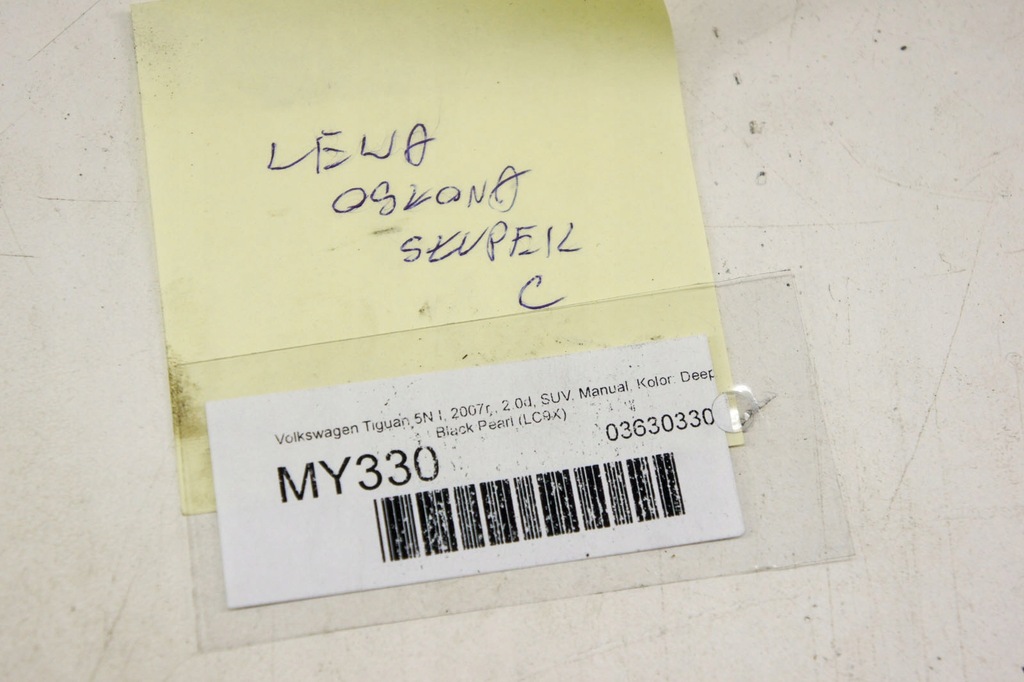 LEWA
OSŁONA
SŁUPEK
C
Volkswagen Tiguan 5N I, 2007r., 2.0d, SUV, Manual, Kolor: Deep
Black Pearl (LC9X)
03630330
MY330